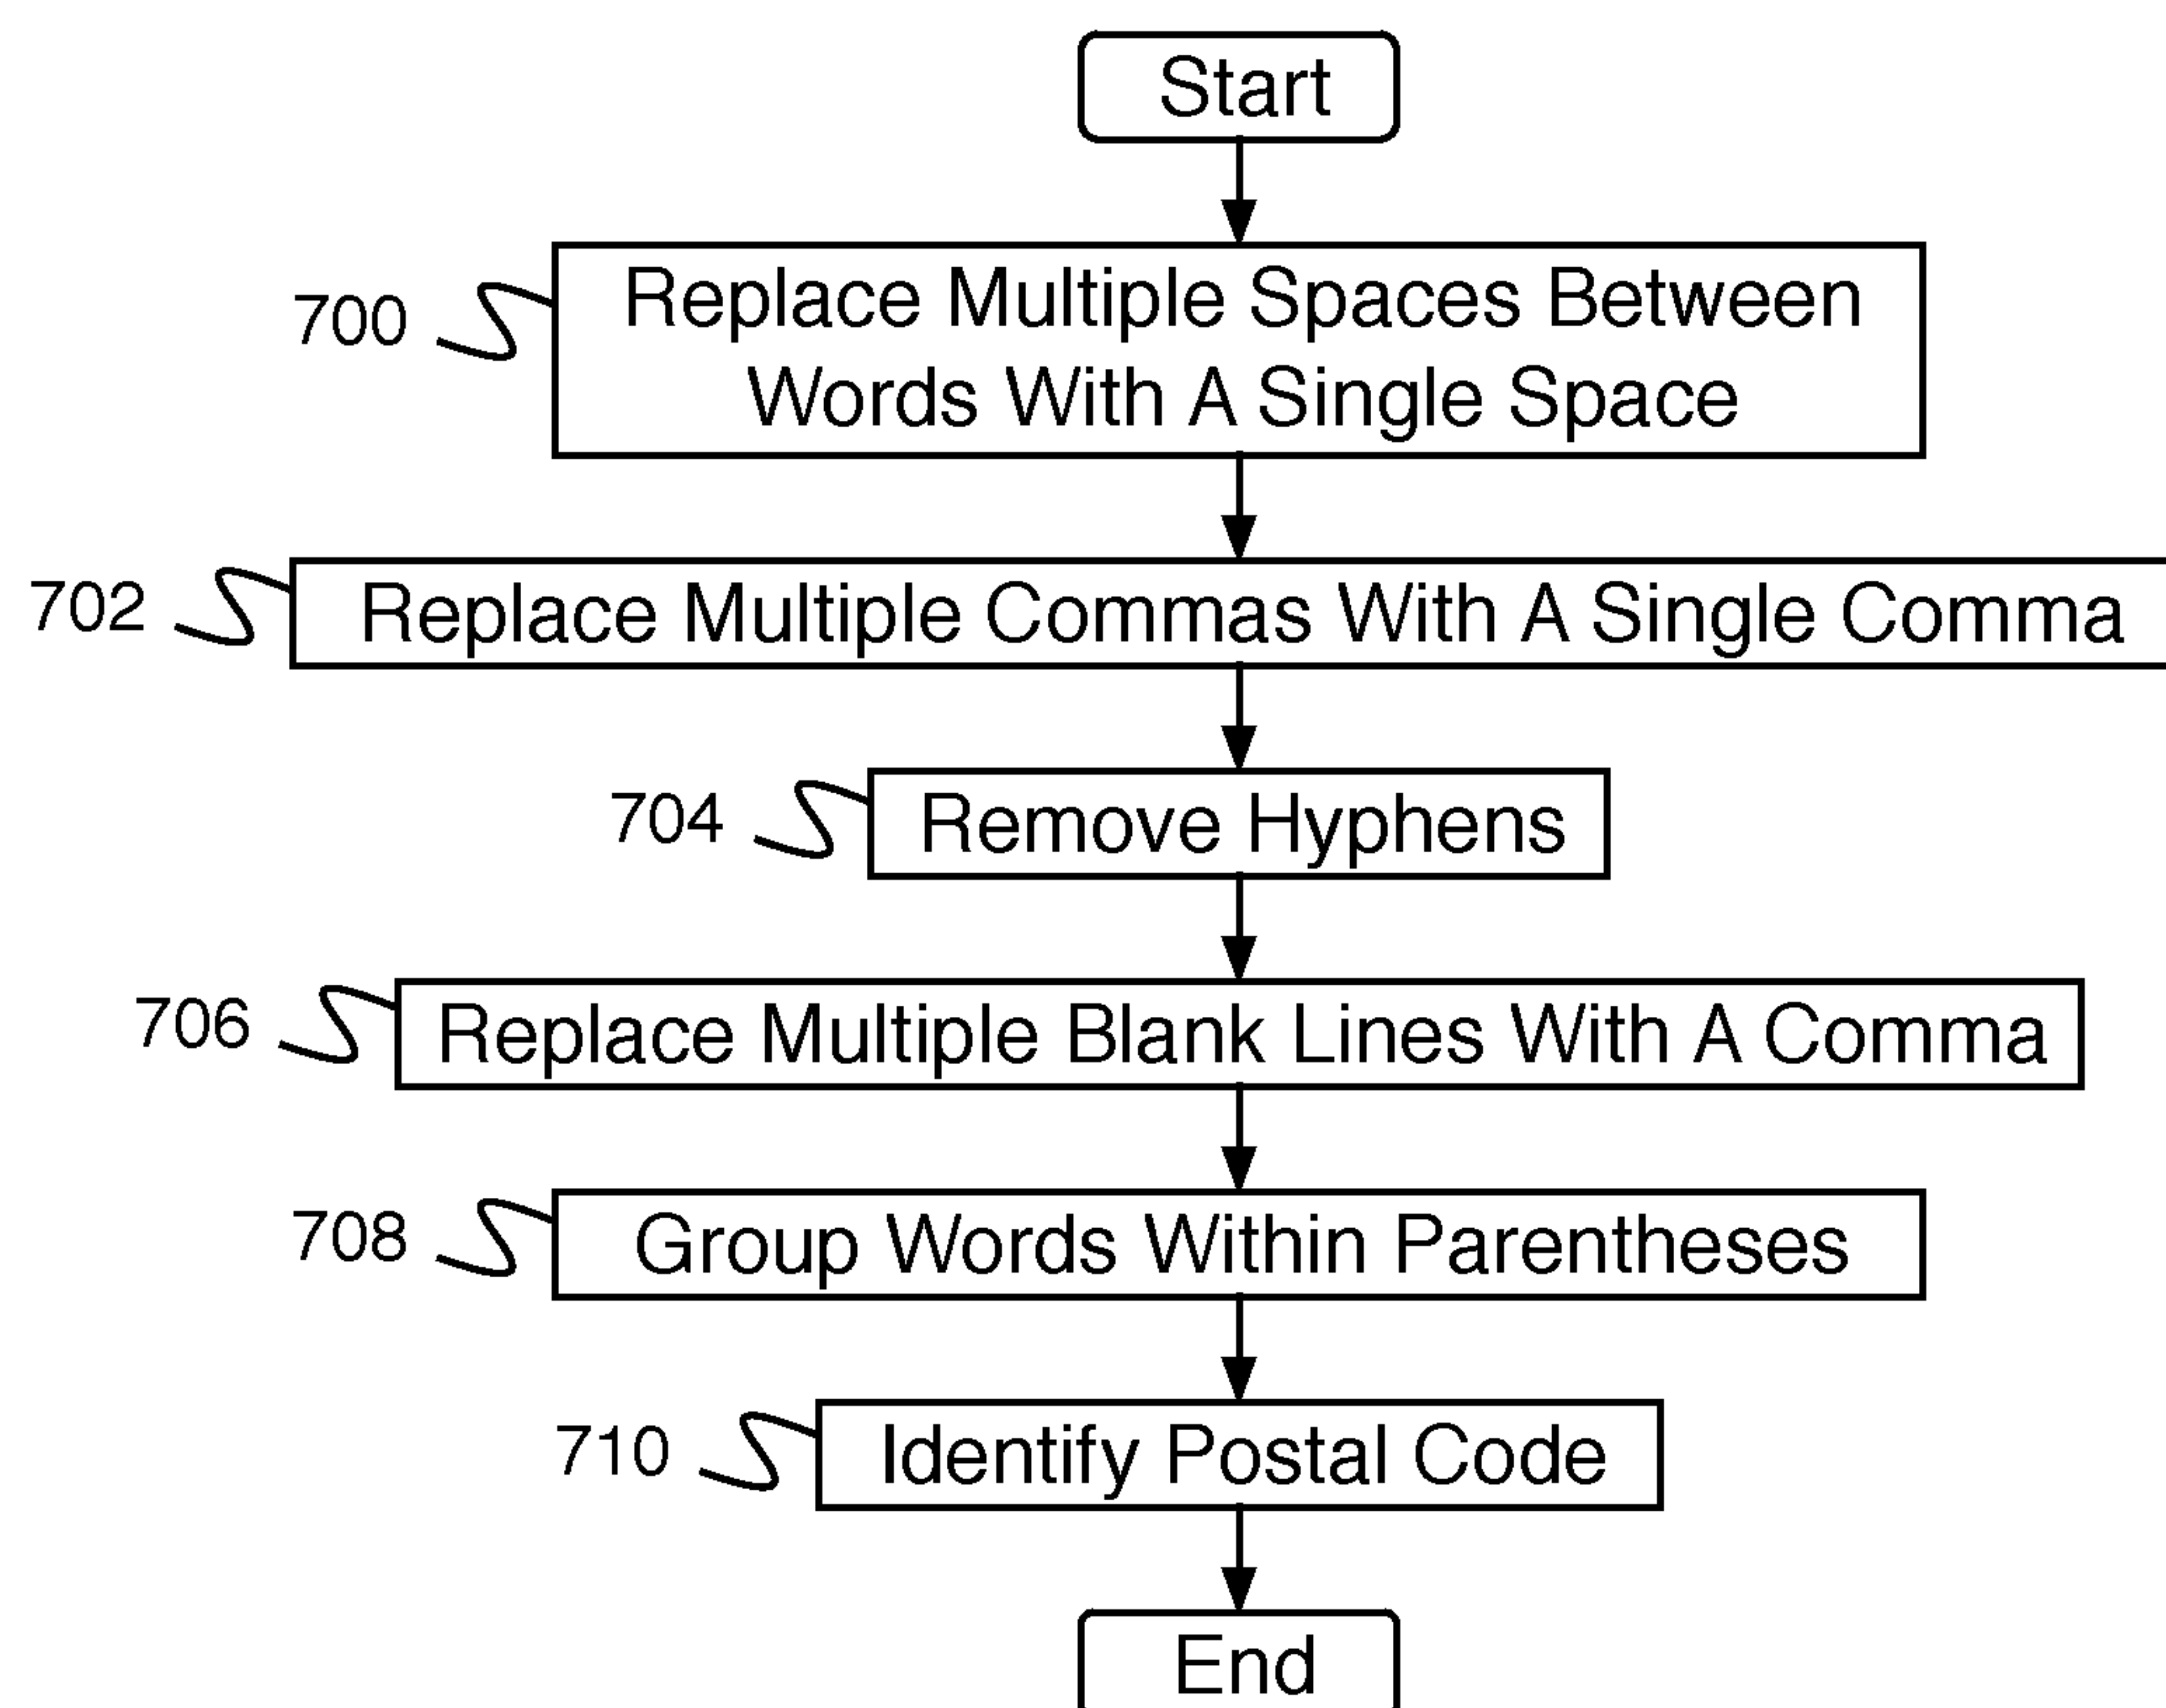 Start
700
Replace Multiple Spaces Between
Words With A Single Space
702
Replace Multiple Commas With A Single Comma
704
Remove Hyphens
706
Replace Multiple Blank Lines With A Comma
708
Group Words Within Parentheses
710
Identify Postal Code
End